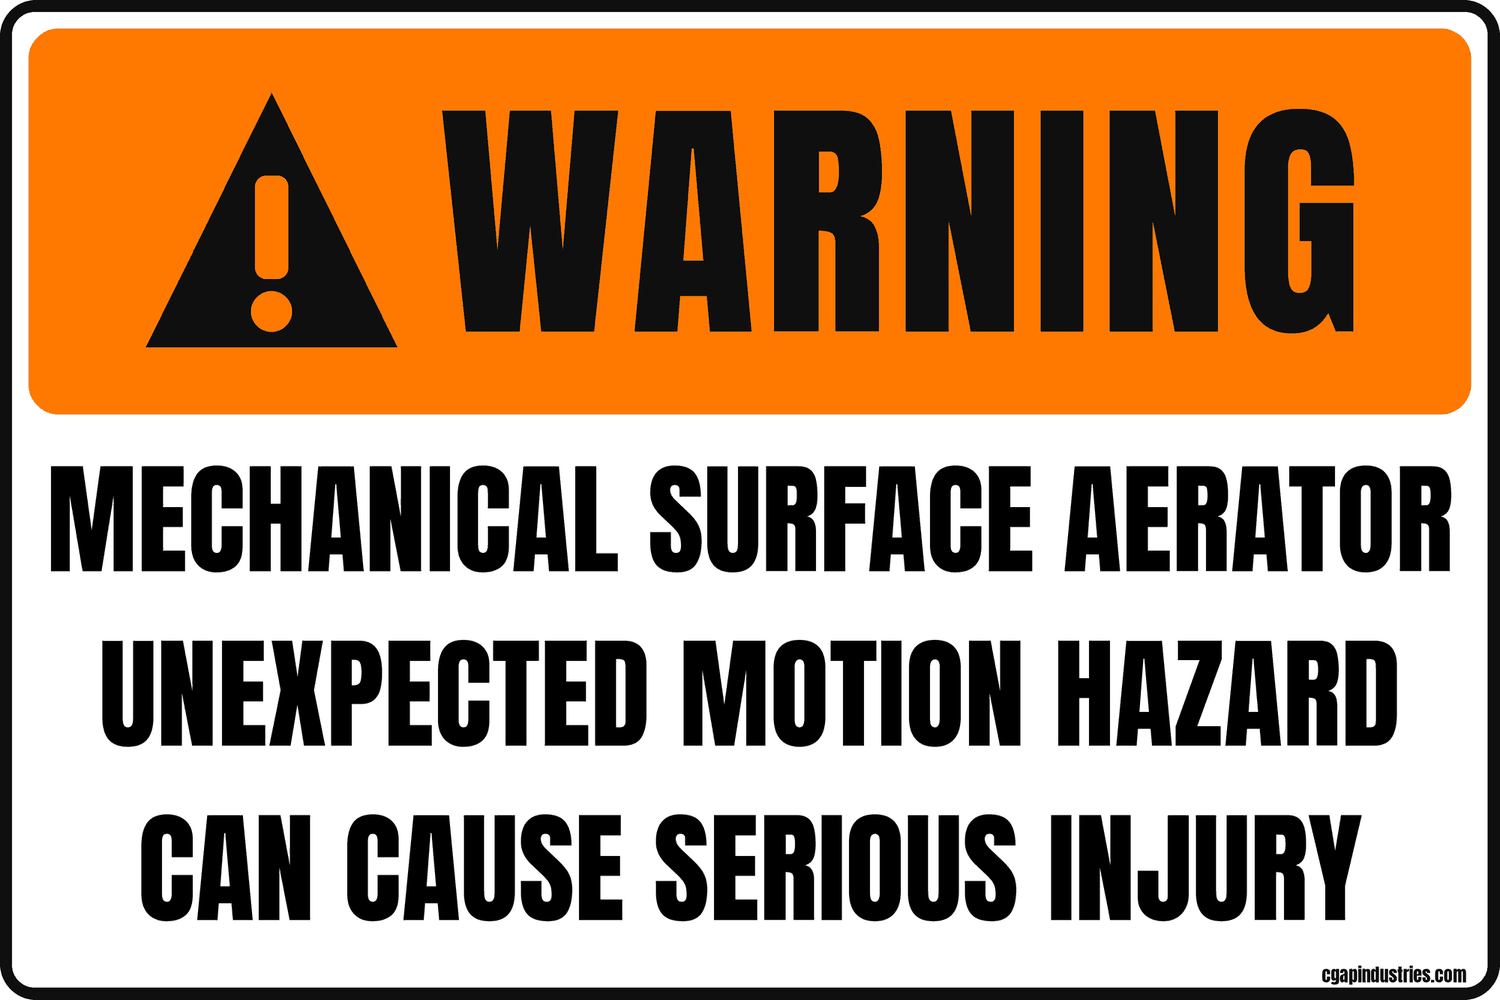 WARNING
MECHANICAL SURFACE AERATOR
UNEXPECTED MOTION HAZARD
CAN CAUSE SERIOUS INJURY
cgapindustries.com